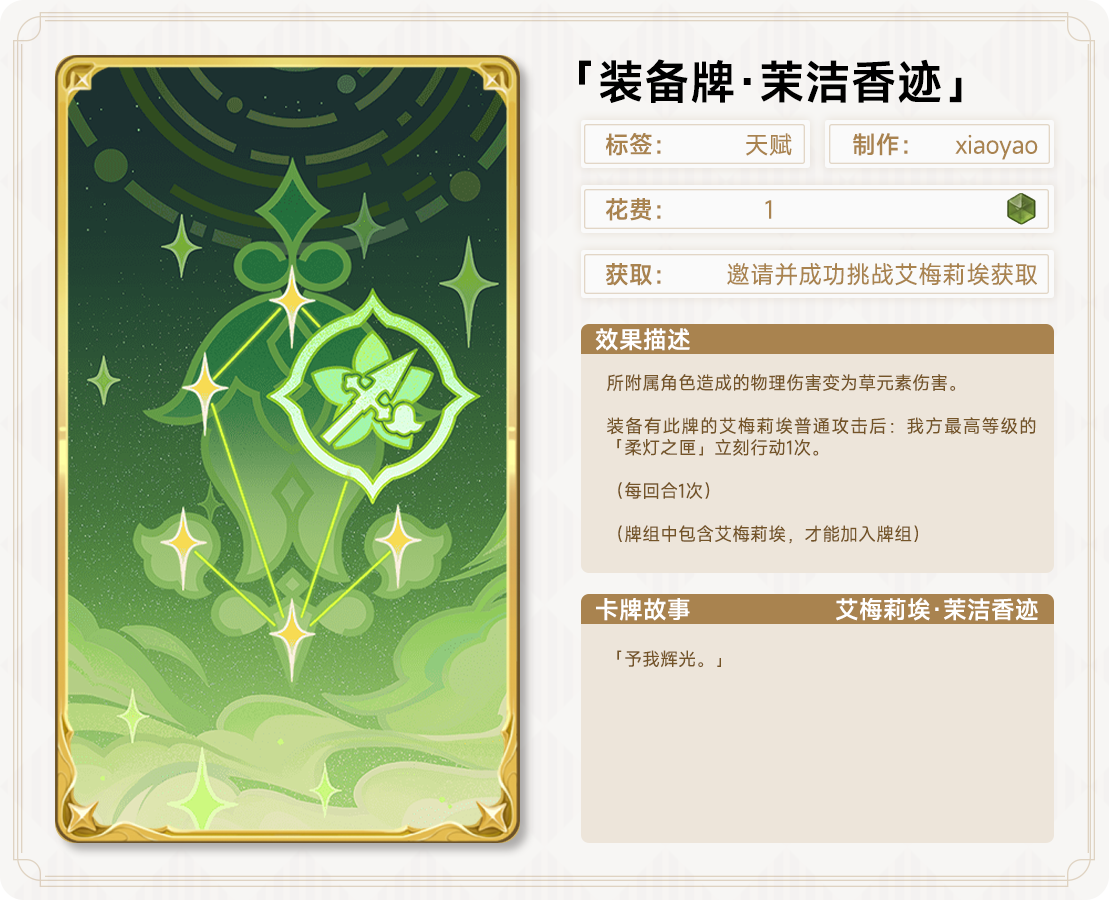 「装备牌·茉洁香迹」
标签： 天赋
制作： xiaoyao
花费： 1
获取： 邀请并成功挑战艾梅莉埃获取
效果描述
所附属角色造成的物理伤害变为草元素伤害。
装备有此牌的艾梅莉埃普通攻击后：我方最高等级的
「柔灯之匣」立刻行动1次。
（每回合1次）
（牌组中包含艾梅莉埃，才能加入牌组）
卡牌故事 艾梅莉埃·茉洁香迹
「予我辉光。」